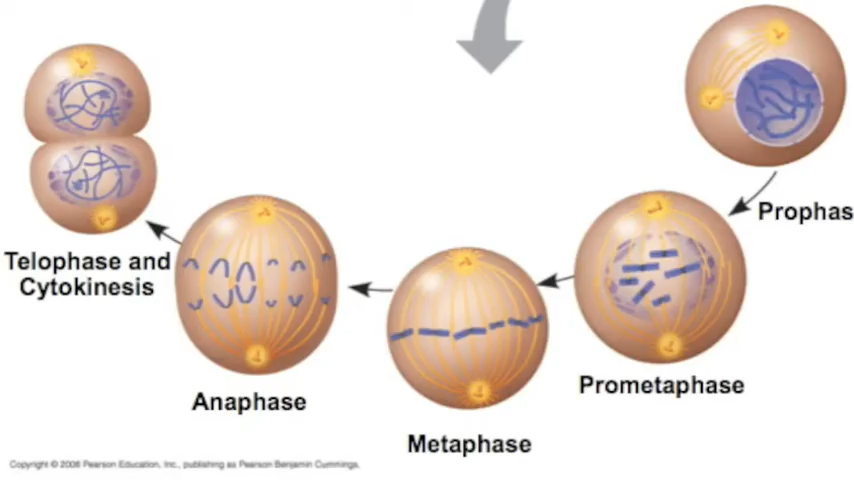 Prophas
Prometaphase
Metaphase
Anaphase
Telophase and
Cytokinesis
Copyright © 2008 Pearson Education, Inc., publishing as Pearson Benjamin Cummings.